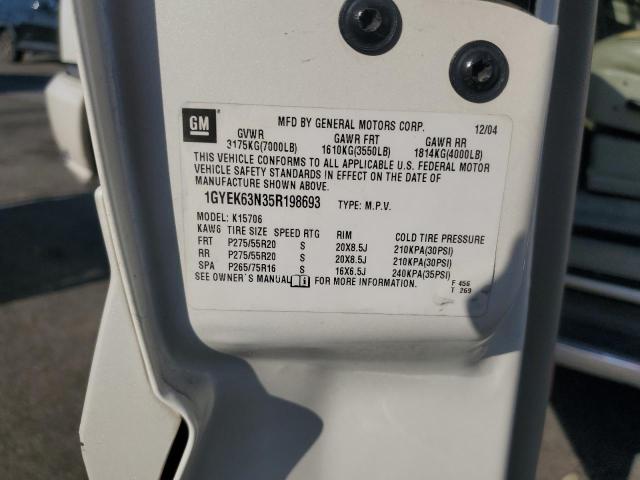 GM
MFD BY GENERAL MOTORS CORP. 12/04
GVWR GAWR FRT GAWR RR
3175KG(7000LB) 1610KG(3550LB) 1814KG(4000LB)
THIS VEHICLE CONFORMS TO ALL APPLICABLE U.S. FEDERAL MOTOR
VEHICLE SAFETY STANDARDS IN EFFECT ON THE DATE OF
MANUFACTURE SHOWN ABOVE.
1GYEK63N35R198693 TYPE: M.P.V.
MODEL: K15706
KAWG TIRE SIZE SPEED RTG RIM COLD TIRE PRESSURE
FRT P275/55R20 S 20X8.5J 210KPA(30PSI)
RR P275/55R20 S 20X8.5J 210KPA(30PSI)
SPA P265/75R16 S 16X6.5J 240KPA(35PSI)
SEE OWNER'S MANUAL FOR MORE INFORMATION.
F 456
T 269